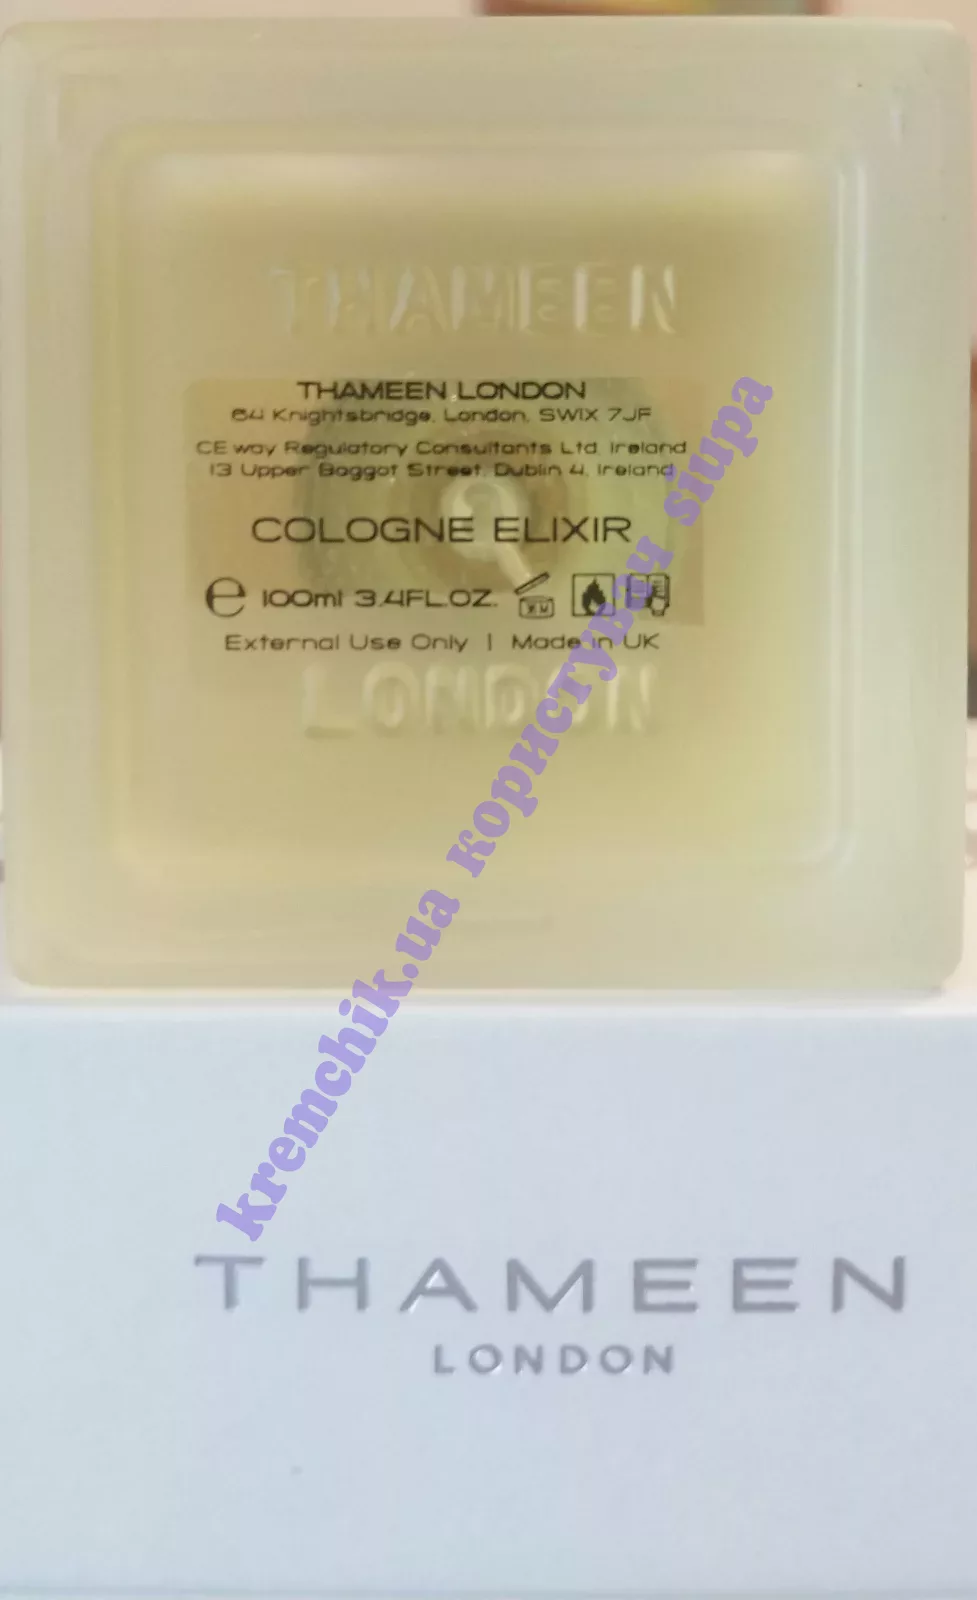 THAMEEN
THAMEEN LONDON
64 Knightsbridge, London, SW1X 7JF
CE way Regulatory Consultants Ltd. Ireland
13 Upper Baggot Street, Dublin 4, Ireland
COLOGNE ELIXIR
℮ 100ml 3.4FL.OZ.
External Use Only | Made in UK
LONDON
kremchik.ua користувач siupa
THAMEEN
LONDON